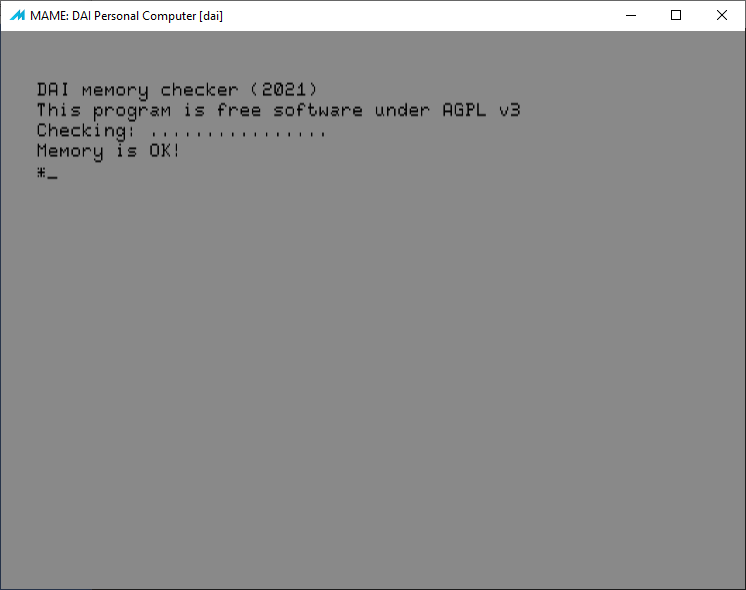 MAME: DAI Personal Computer [dai]
DAI memory checker (2021)
This program is free software under AGPL v3
Checking: ................
Memory is OK!
*_